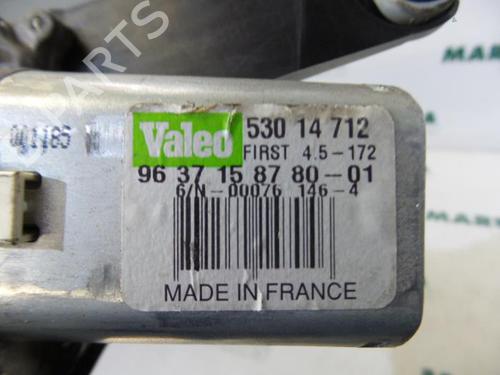 Valeo 530 14 712
FIRST 4.5-172
96 37 15 87 80-01
6/N-00076 146-4
MADE IN FRANCE